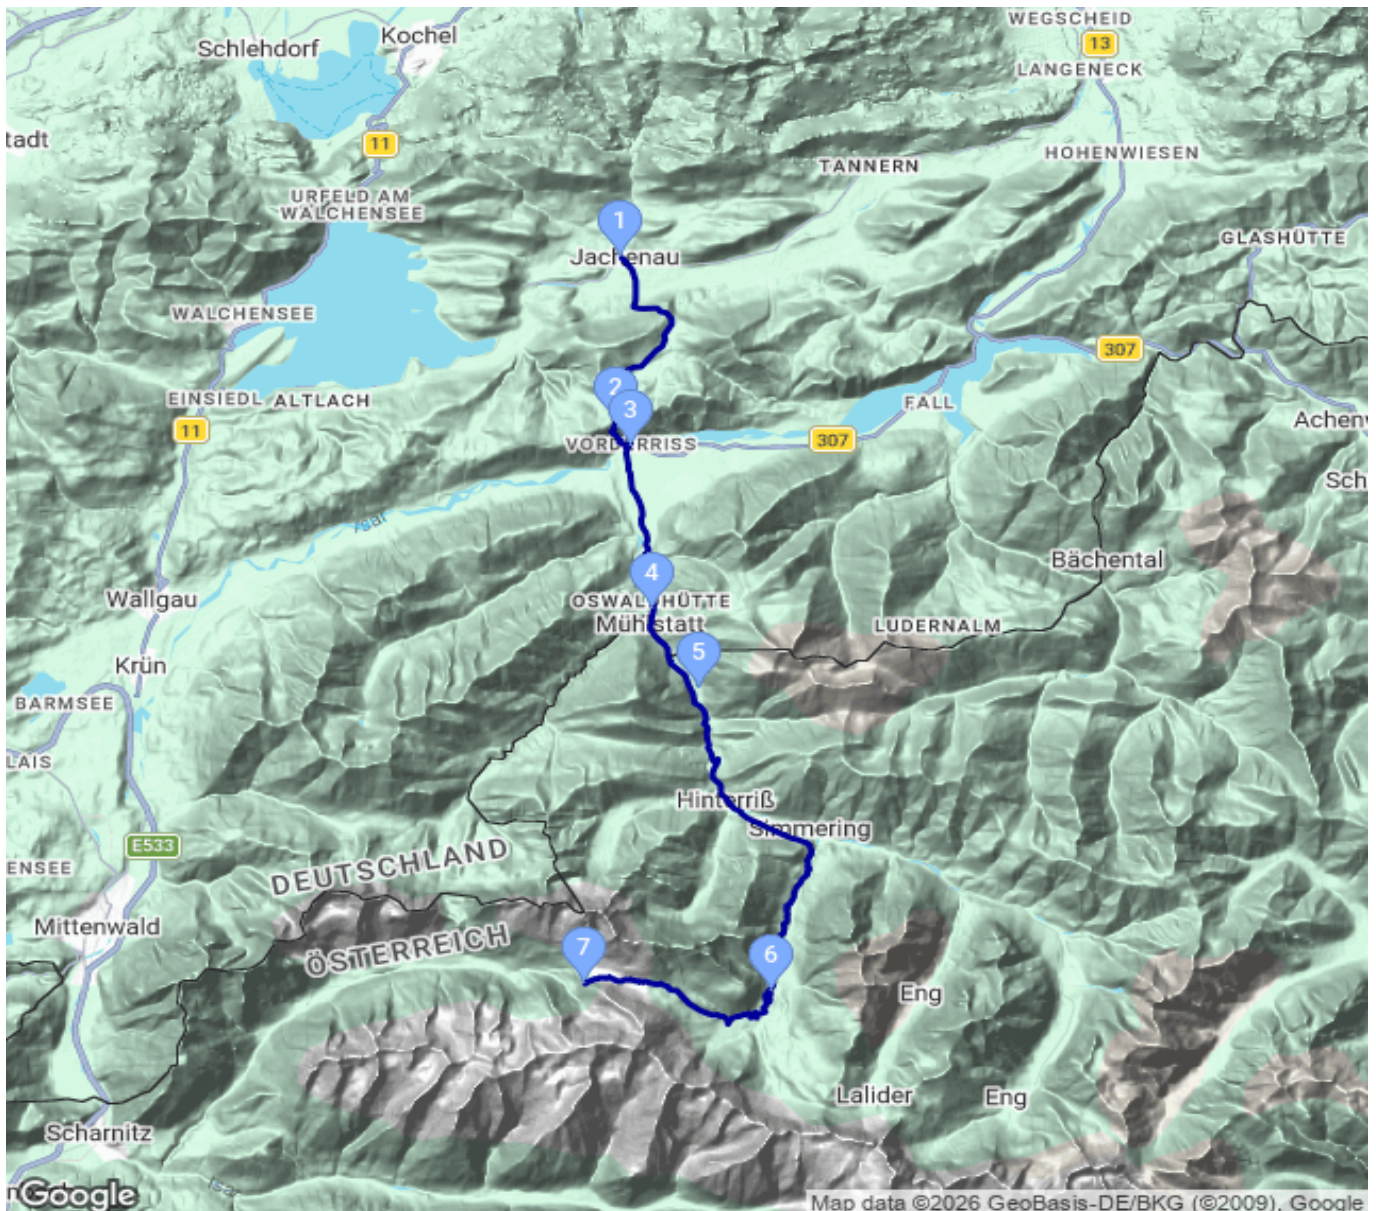 WEGSCHEID
Kochel
Schlehdorf
13
LANGENECK
tadt
11
HOHENWIESEN
TANNERN
URFELD AM
WALCHENSEE
1
GLASHÜTTE
Jachenau
WALCHENSEE
307
2
EINSIEDL
ALTLACH
3
FALL
11
VORDERRISS
307
Achenw
Sch
Isar
Bächental
4
Wallgau
OSWALDHÜTTE
Mühlstatt
LUDERNALM
5
Krün
BARMSEE
LAIS
Hinterriß
Simmering
E533
ENSEE
DEUTSCHLAND
Mittenwald
ÖSTERREICH
7
6
Eng
Lalider
Eng
Scharnitz
Google
Map data ©2026 GeoBasis-DE/BKG (©2009), Google